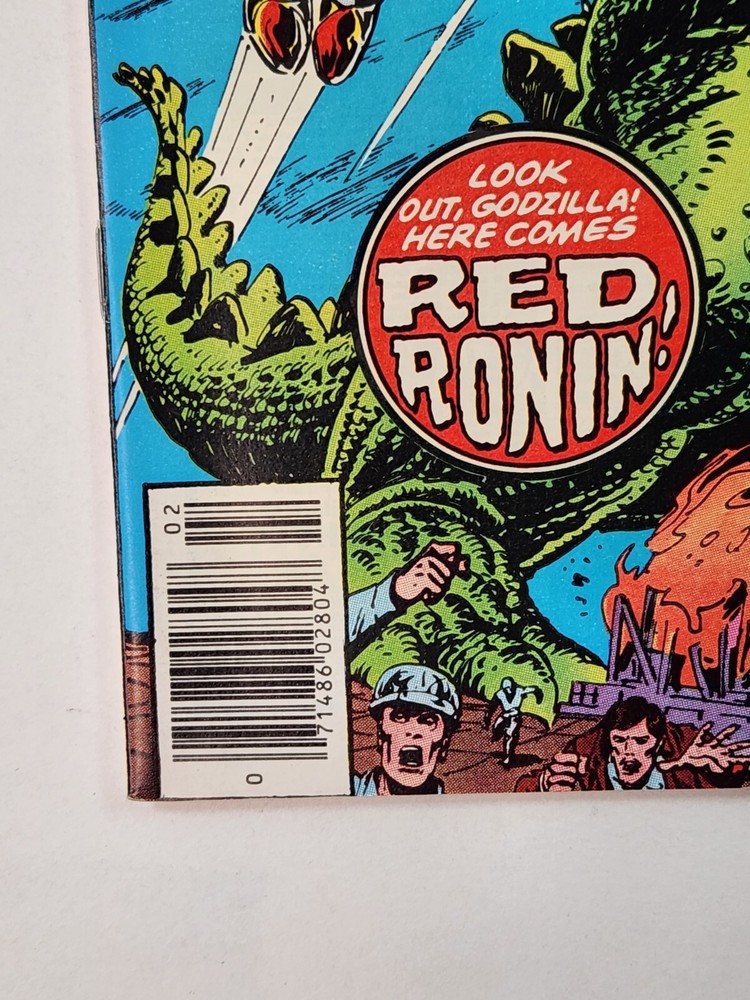 LOOK
OUT, GODZILLA!
HERE COMES
RED
RONIN!
02
71486 02804
0